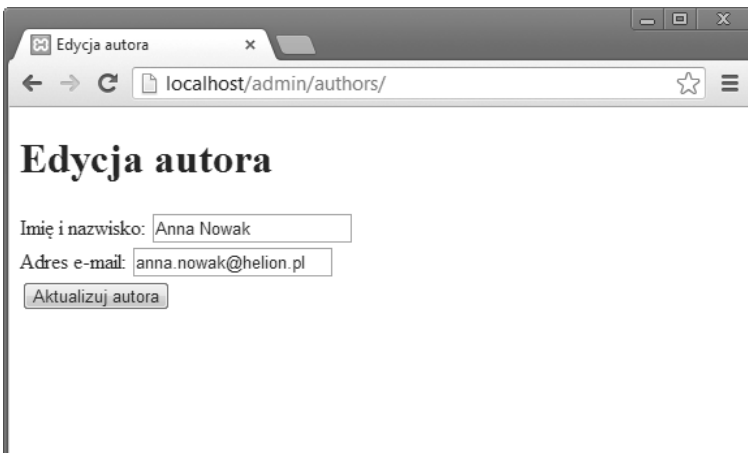 Edycja autora
localhost/admin/authors/
Edycja autora
Imię i nazwisko: Anna Nowak
Adres e-mail: anna.nowak@helion.pl
Aktualizuj autora